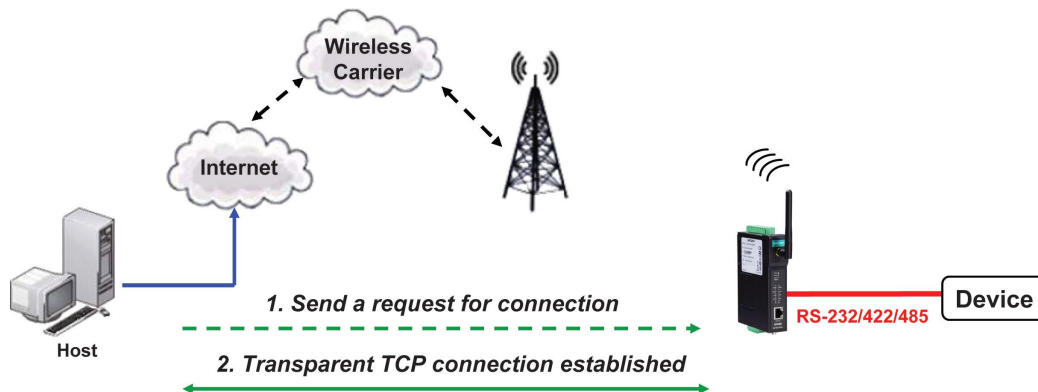 Wireless
Carrier
Internet
Host
1. Send a request for connection
2. Transparent TCP connection established
RS-232/422/485
Device